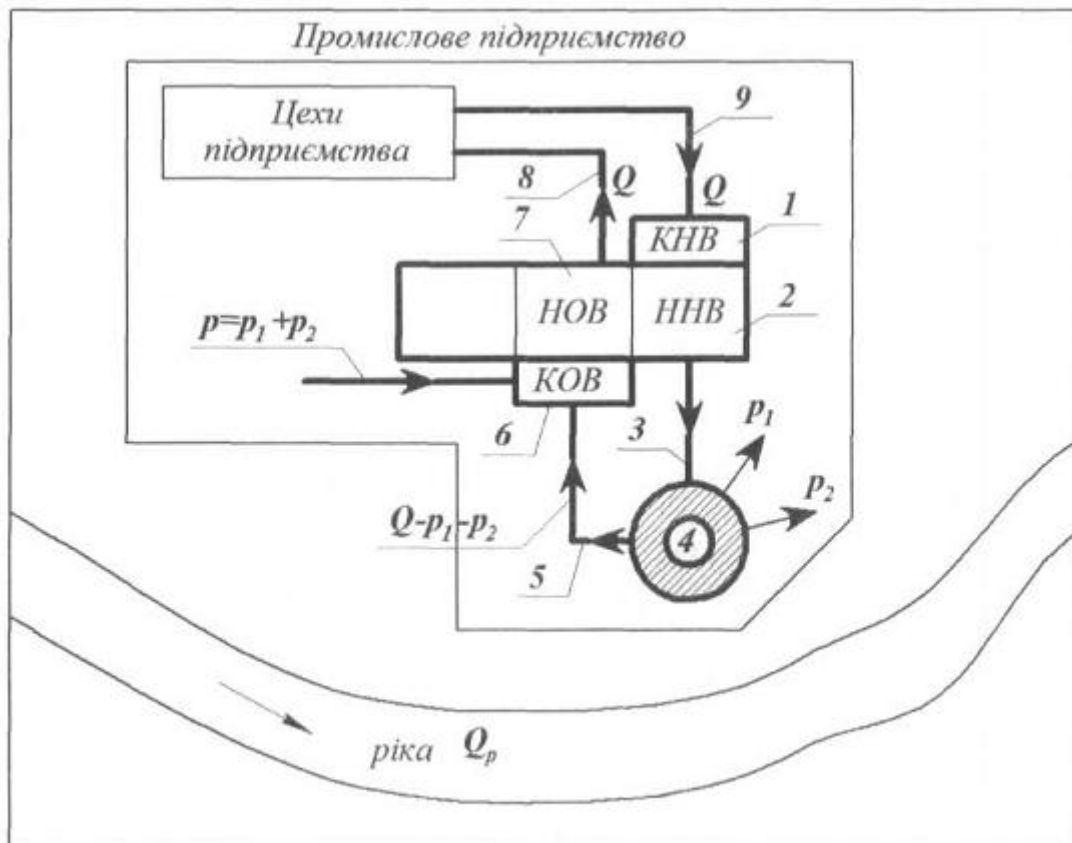 Промислове підприємство
Цехи
підприємства
9
8
Q
Q
1
7
КНВ
НОВ
ННВ
2
p=p₁+p₂
КОВ
6
3
p₁
p₂
Q-p₁-p₂
4
5
ріка Qₚ